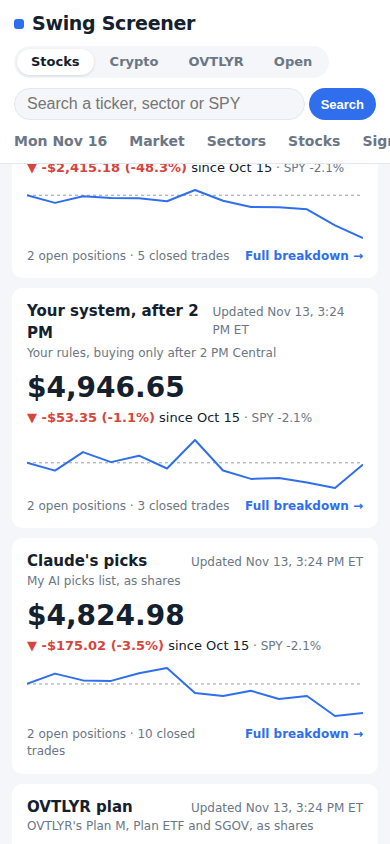 Swing Screener
Stocks Crypto OVTLYR Open
Search a ticker, sector or SPY Search
Mon Nov 16 Market Sectors Stocks
▼ -$2,415.18 (-48.3%) since Oct 15 · SPY -2.1%
2 open positions · 5 closed trades Full breakdown →
Your system, after 2 PM
Updated Nov 13, 3:24 PM ET
Your rules, buying only after 2 PM Central
$4,946.65
▼ -$53.35 (-1.1%) since Oct 15 · SPY -2.1%
2 open positions · 3 closed trades Full breakdown →
Claude's picks Updated Nov 13, 3:24 PM ET
My AI picks list, as shares
$4,824.98
▼ -$175.02 (-3.5%) since Oct 15 · SPY -2.1%
2 open positions · 10 closed trades
Full breakdown →
OVTLYR plan Updated Nov 13, 3:24 PM ET
OVTLYR's Plan M, Plan ETF and SGOV, as shares